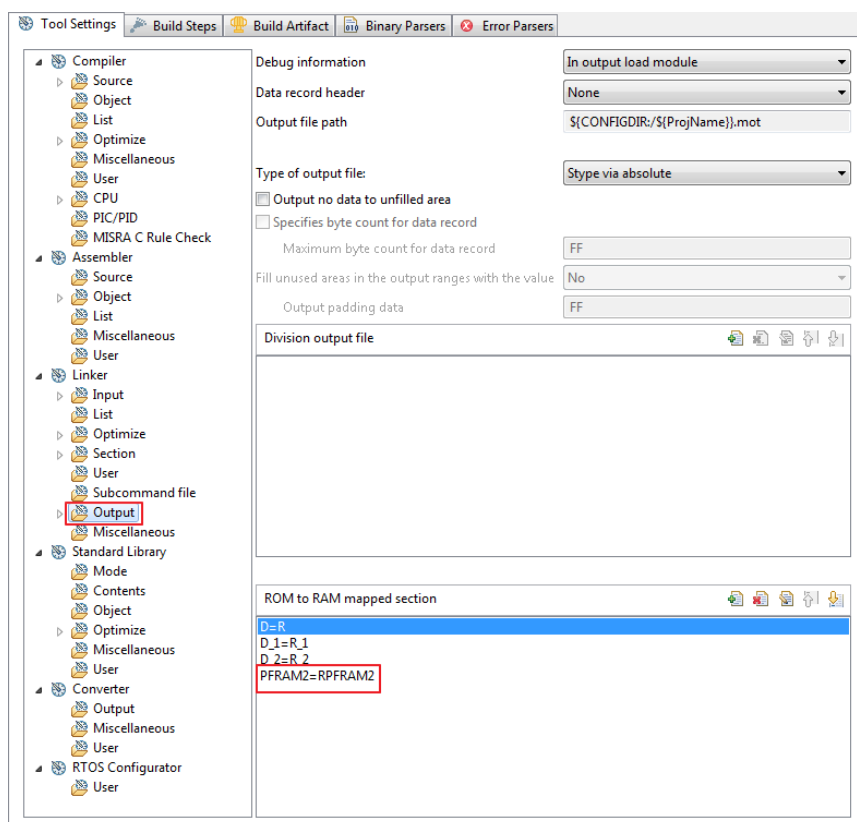 Tool Settings Build Steps Build Artifact Binary Parsers Error Parsers
Compiler
Source
Object
List
Optimize
Miscellaneous
User
CPU
PIC/PID
MISRA C Rule Check
Assembler
Source
Object
List
Miscellaneous
User
Linker
Input
List
Optimize
Section
User
Subcommand file
Output
Miscellaneous
Standard Library
Mode
Contents
Object
Optimize
Miscellaneous
User
Converter
Output
Miscellaneous
User
RTOS Configurator
User
Debug information In output load module
Data record header None
Output file path ${CONFIGDIR:/${ProjName}}.mot
Type of output file: Stype via absolute
Output no data to unfilled area
Specifies byte count for data record
Maximum byte count for data record FF
Fill unused areas in the output ranges with the value No
Output padding data FF
Division output file
ROM to RAM mapped section
D=R
D_1=R_1
D_2=R_2
PFRAM2=RPFRAM2